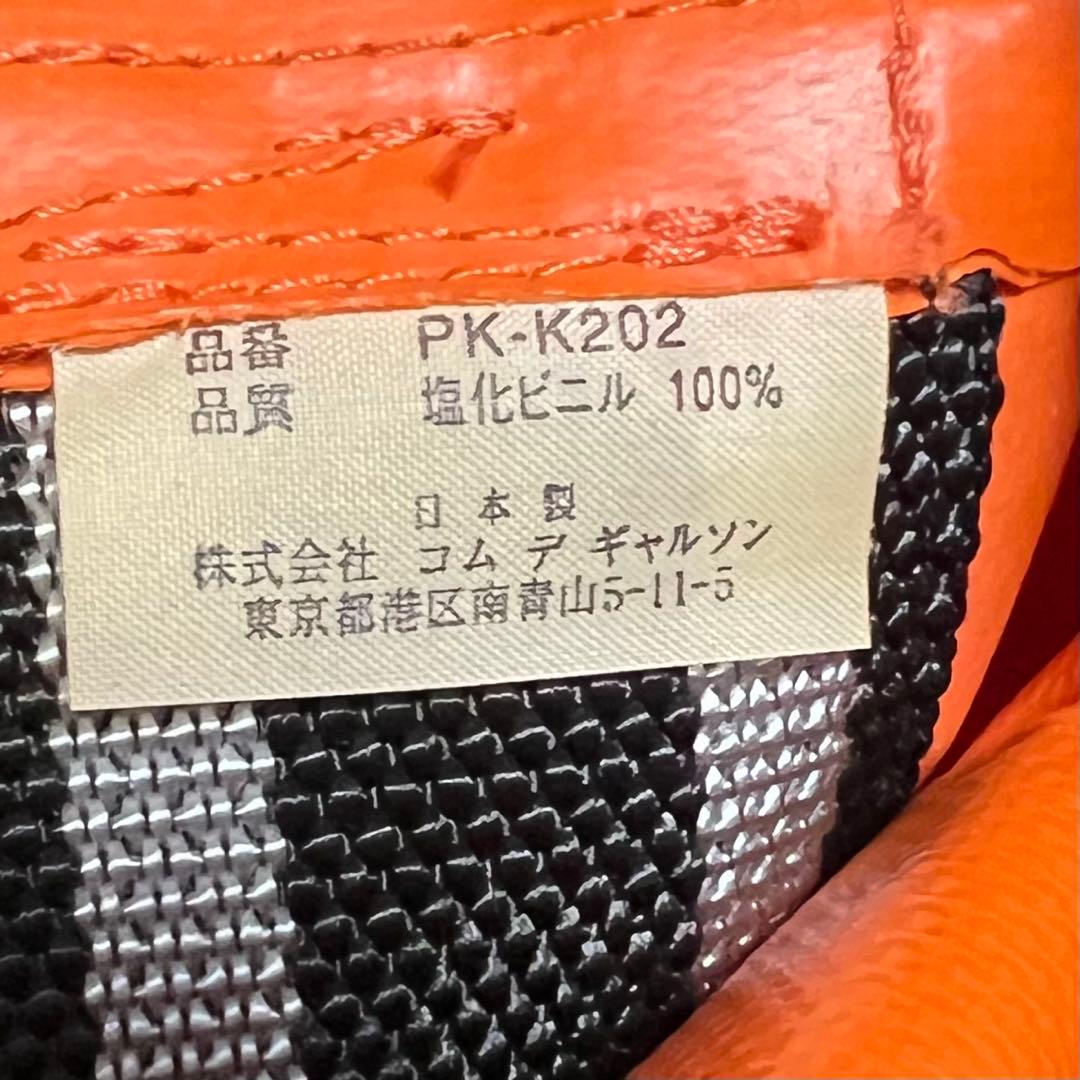 品番 PK-K202
品質 塩化ビニル 100%
日本製
株式会社 コム デ ギャルソン
東京都港区南青山5-11-5